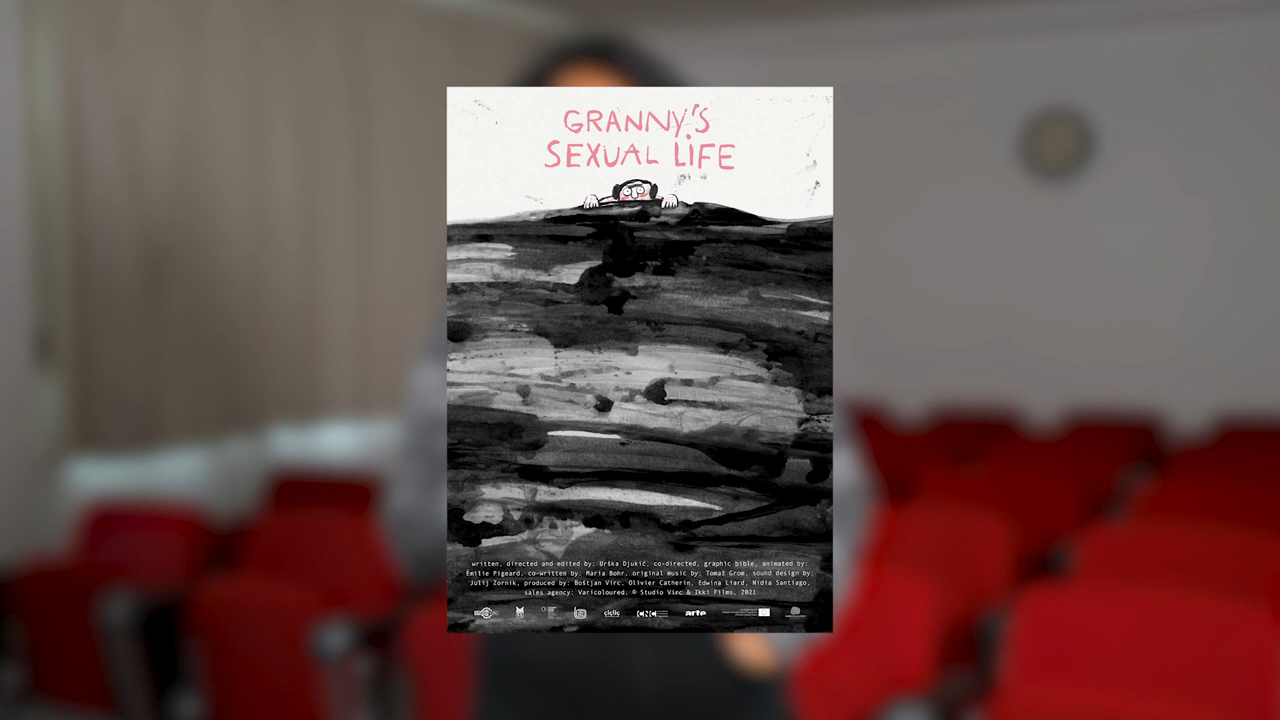 GRANNY'S
SEXUAL LIFE
written, directed and edited by: Urška Djukić, co-directed, graphic bible, animated by:
Émilie Pigeard, co-written by: Maria Bohr, original music by: Tomaž Grom, sound design by:
Julij Zornik, produced by: Boštjan Virc, Olivier Catherin, Edwina Liard, Nidia Santiago,
sales agency: Varicoloured, © Studio Virc & Ikki Films, 2021
ciclic CNC arte